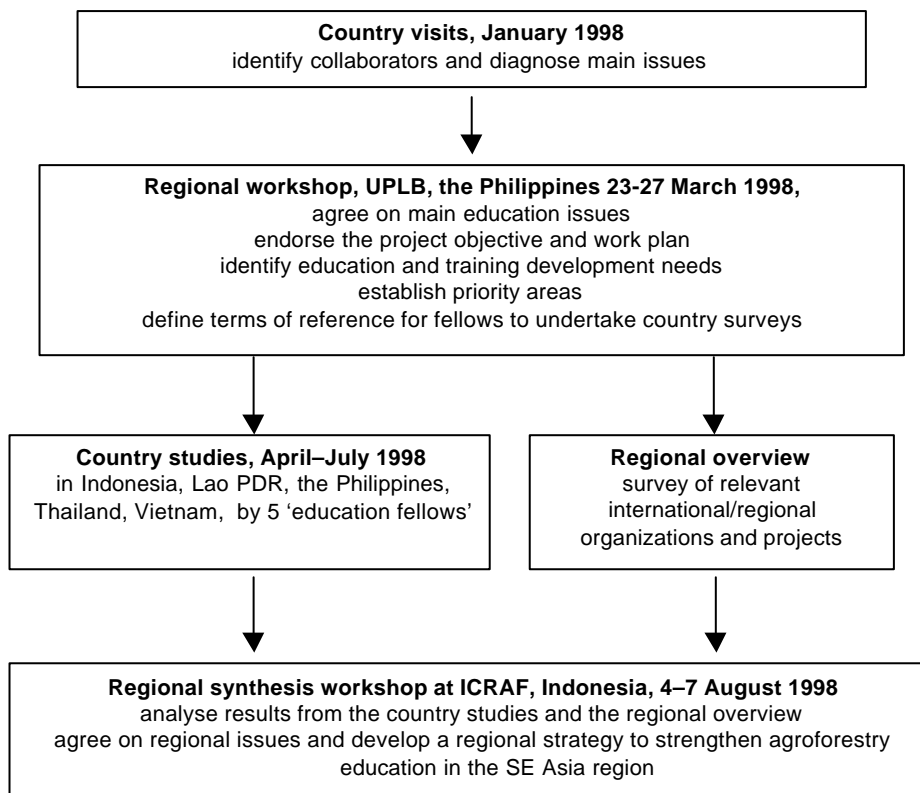 Country visits, January 1998
identify collaborators and diagnose main issues
Regional workshop, UPLB, the Philippines 23-27 March 1998,
agree on main education issues
endorse the project objective and work plan
identify education and training development needs
establish priority areas
define terms of reference for fellows to undertake country surveys
Country studies, April–July 1998
in Indonesia, Lao PDR, the Philippines,
Thailand, Vietnam, by 5 ‘education fellows’
Regional overview
survey of relevant
international/regional
organizations and projects
Regional synthesis workshop at ICRAF, Indonesia, 4–7 August 1998
analyse results from the country studies and the regional overview
agree on regional issues and develop a regional strategy to strengthen agroforestry
education in the SE Asia region